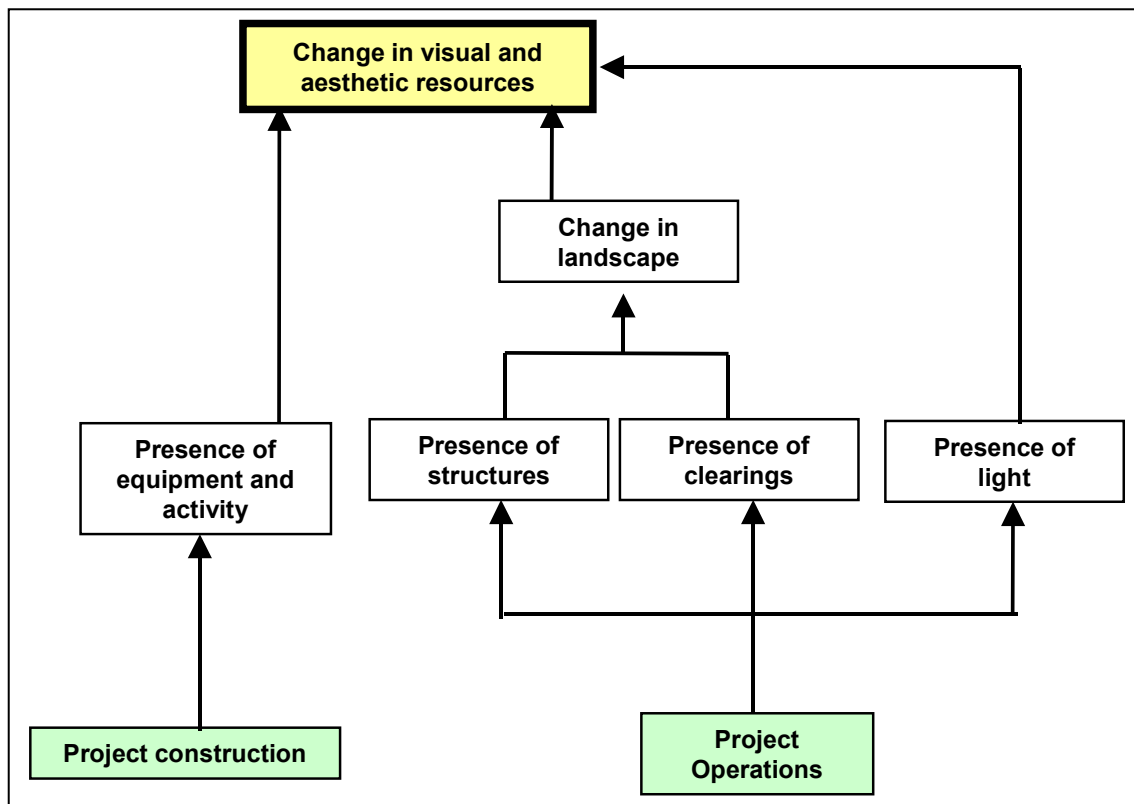 Change in visual and
aesthetic resources
Change in
landscape
Presence of
equipment and
activity
Presence of
structures
Presence of
clearings
Presence of
light
Project construction
Project
Operations